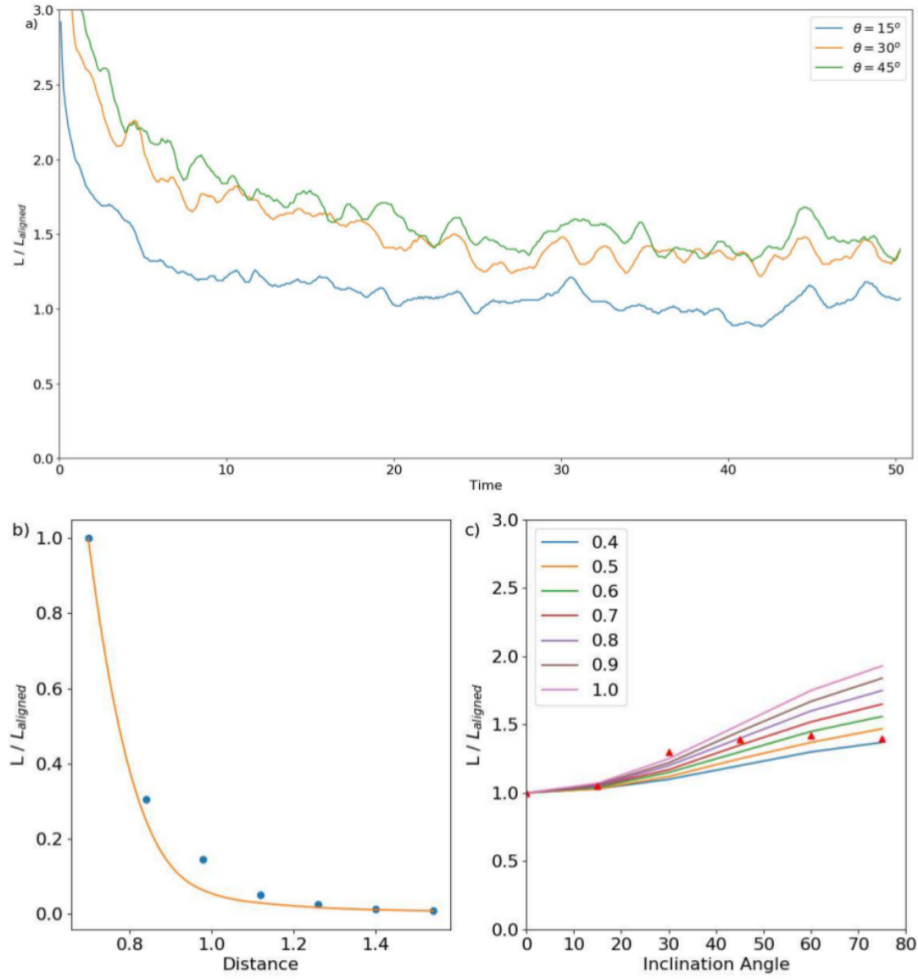 a)
3.0
2.5
2.0
1.5
1.0
0.5
0.0
L / L_aligned
0 10 20 30 40 50
Time
θ = 15°
θ = 30°
θ = 45°
b)
1.0
0.8
0.6
0.4
0.2
0.0
L / L_aligned
0.8 1.0 1.2 1.4
Distance
c)
3.0
2.5
2.0
1.5
1.0
0.5
0.0
L / L_aligned
0.4
0.5
0.6
0.7
0.8
0.9
1.0
0 10 20 30 40 50 60 70 80
Inclination Angle